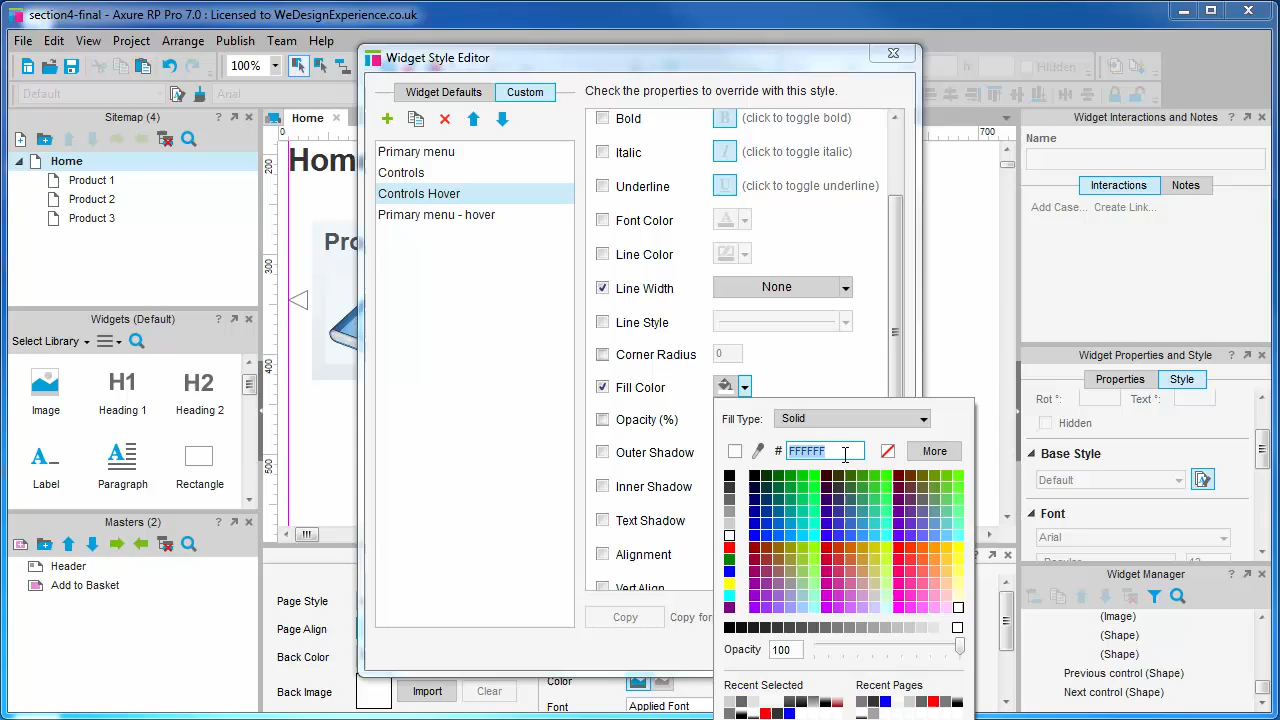 section4-final - Axure RP Pro 7.0 : Licensed to WeDesignExperience.co.uk
File Edit View Project Arrange Publish Team Help
100%
Hidden
Default
Arial
Sitemap (4)
Home
Product 1
Product 2
Product 3
Widgets (Default)
Select Library
Image
H1
Heading 1
H2
Heading 2
Label
Paragraph
Rectangle
Masters (2)
Header
Add to Basket
Home
0
700
200
300
400
500
Hom
Pro
Page Style
Page Align
Back Color
Back Image
Import
Clear
Color
Font
Applied Font
Widget Style Editor
Widget Defaults
Custom
Primary menu
Controls
Controls Hover
Primary menu - hover
Check the properties to override with this style.
Bold
B
(click to toggle bold)
Italic
I
(click to toggle italic)
Underline
U
(click to toggle underline)
Font Color
Line Color
Line Width
None
Line Style
Corner Radius
0
Fill Color
Opacity (%)
Outer Shadow
Inner Shadow
Text Shadow
Alignment
Vert Align
Copy
Copy for
Fill Type:
Solid
#
FFFFFF
More
Opacity
100
Recent Selected
Recent Pages
Widget Interactions and Notes
Name
Interactions
Notes
Add Case...
Create Link...
Widget Properties and Style
Properties
Style
Rot °:
Text °:
Hidden
Base Style
Default
Font
Arial
Widget Manager
(Image)
(Shape)
(Shape)
Previous control (Shape)
Next control (Shape)